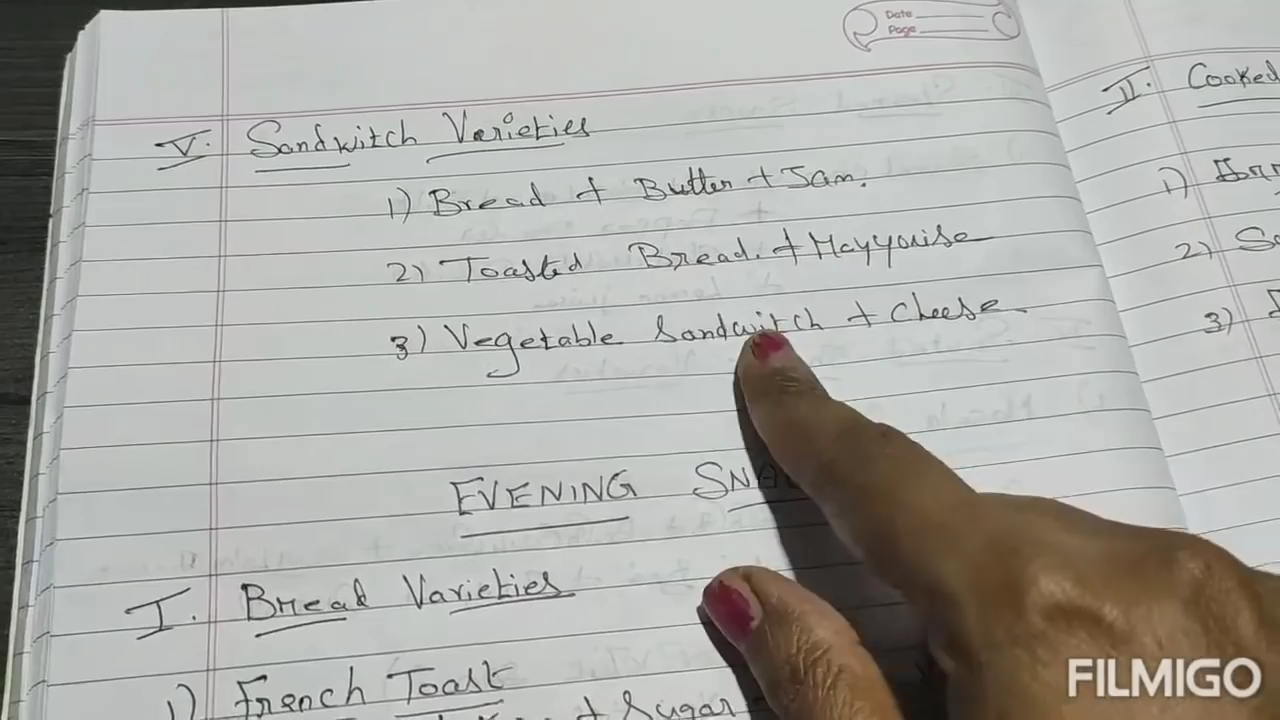 Date
Page
V. Sandwitch Varieties
1) Bread + Butter + Jam.
2) Toasted Bread. + Mayyonise
3) Vegetable Sandwitch + Cheese.
EVENING
I. Bread Varieties
1) French Toast
+ Sugar
II. Cooked
1)
2)
3)
FILMIGO